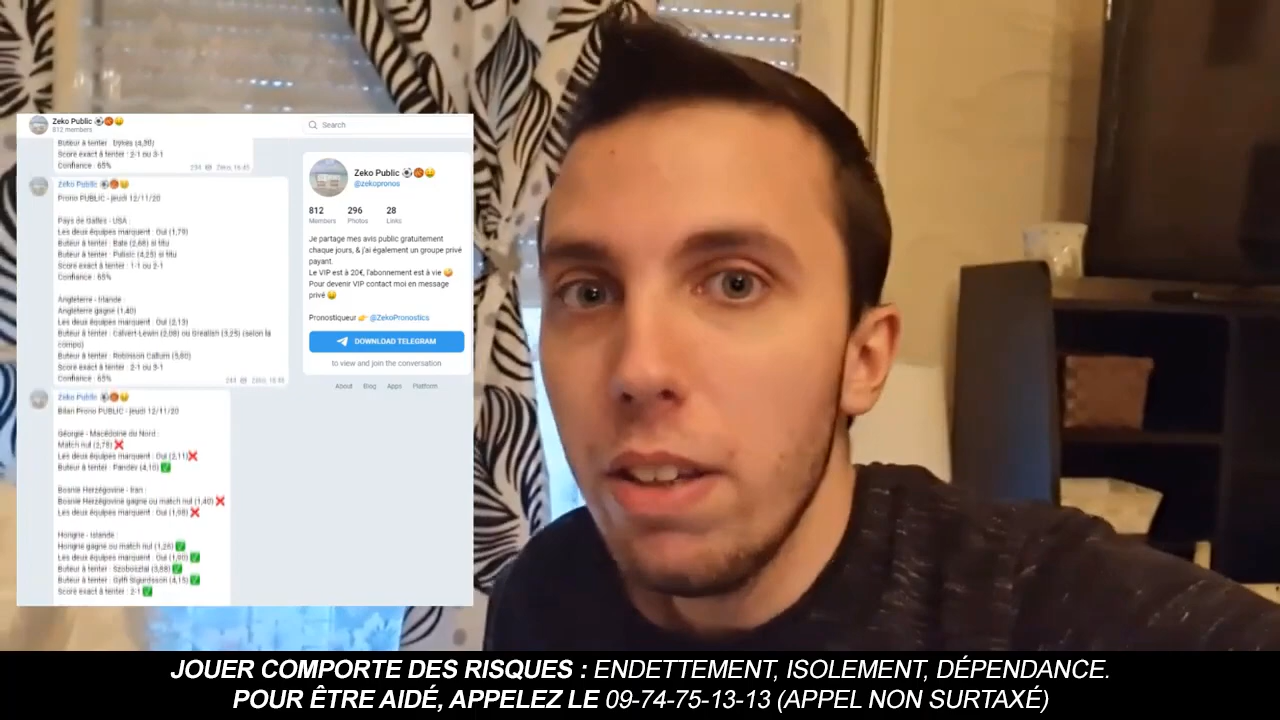 Zeko Public
812 members
Buteur à tenter : Dykes (4,50)
Score exact à tenter : 2-1 ou 3-1
Confiance : 65%
Zeko Public
Prono PUBLIC - jeudi 12/11/20
Pays de Galles - USA :
Les deux équipes marquent : Oui (1,79)
Buteur à tenter : Bale (2,68) si titu
Buteur à tenter : Pulisic (4,25) si titu
Score exact à tenter : 1-1 ou 2-1
Confiance : 65%
Angleterre - Irlande :
Angleterre gagne (1,40)
Les deux équipes marquent : Oui (2,13)
Buteur à tenter : Calvert-Lewin (2,08) ou Grealish (3,25) (selon la
compo)
Buteur à tenter : Robinson Callum (5,80)
Score exact à tenter : 2-1 ou 3-1
Confiance : 65%
Zeko Public
Bilan Prono PUBLIC - jeudi 12/11/20
Géorgie - Macédoine du Nord :
Match nul (2,78) ❌
Les deux équipes marquent : Oui (2,11) ❌
Buteur à tenter : Pandev (4,10) ✅
Bosnie Herzégovine - Iran :
Bosnie Herzégovine gagne ou match nul (1,40) ❌
Les deux équipes marquent : Oui (1,98) ❌
Hongrie - Islande :
Hongrie gagne ou match nul (1,26) ✅
Les deux équipes marquent : Oui (1,90) ✅
Buteur à tenter : Szoboszlai (3,88) ✅
Buteur à tenter : Gylfi Sigurdsson (4,15) ✅
Score exact à tenter : 2-1 ✅
Search
Zeko Public
@zekopronos
812 296 28
Members Photos Links
Je partage mes avis public gratuitement
chaque jours, & j'ai également un groupe privé
payant.
Le VIP est à 20€, l'abonnement est à vie
Pour devenir VIP contact moi en message
privé
Pronostiqueur 👉 @ZekoPronostics
DOWNLOAD TELEGRAM
to view and join the conversation
About Blog Apps Platform
JOUER COMPORTE DES RISQUES : ENDETTEMENT, ISOLEMENT, DÉPENDANCE.
POUR ÊTRE AIDÉ, APPELEZ LE 09-74-75-13-13 (APPEL NON SURTAXÉ)